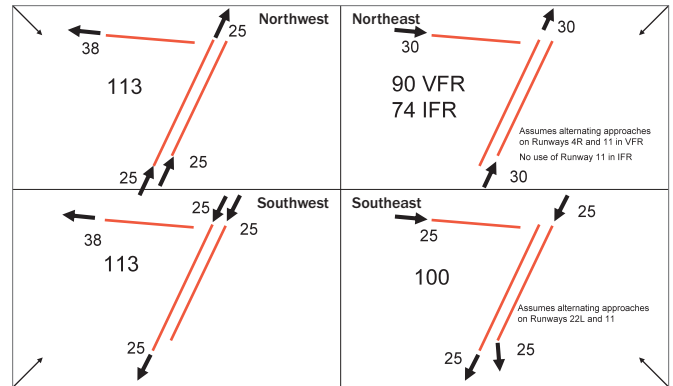 Northwest
25
38
113
25
25
Northeast
30
30
90 VFR
74 IFR
Assumes alternating approaches
on Runways 4R and 11 in VFR
No use of Runway 11 in IFR
30
Southwest
25
25
38
113
25
Southeast
25
25
100
Assumes alternating approaches
on Runways 22L and 11
25
25